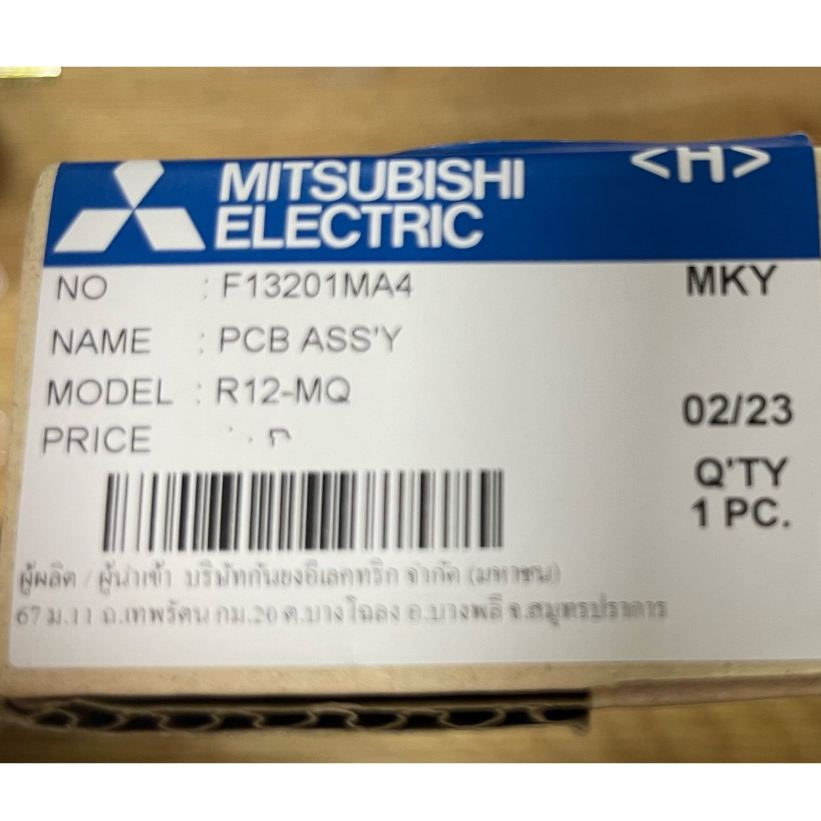 MITSUBISHI
ELECTRIC
<H>
NO : F13201MA4
MKY
NAME : PCB ASS'Y
MODEL : R12-MQ
02/23
PRICE
Q'TY
1 PC.
ผู้ผลิต / ผู้นำเข้า บริษัทกันยงอีเลคทริก จำกัด (มหาชน)
67 ม.11 ถ.เทพรัตน กม.20 ต.บางโฉลง อ.บางพลี จ.สมุทรปราการ